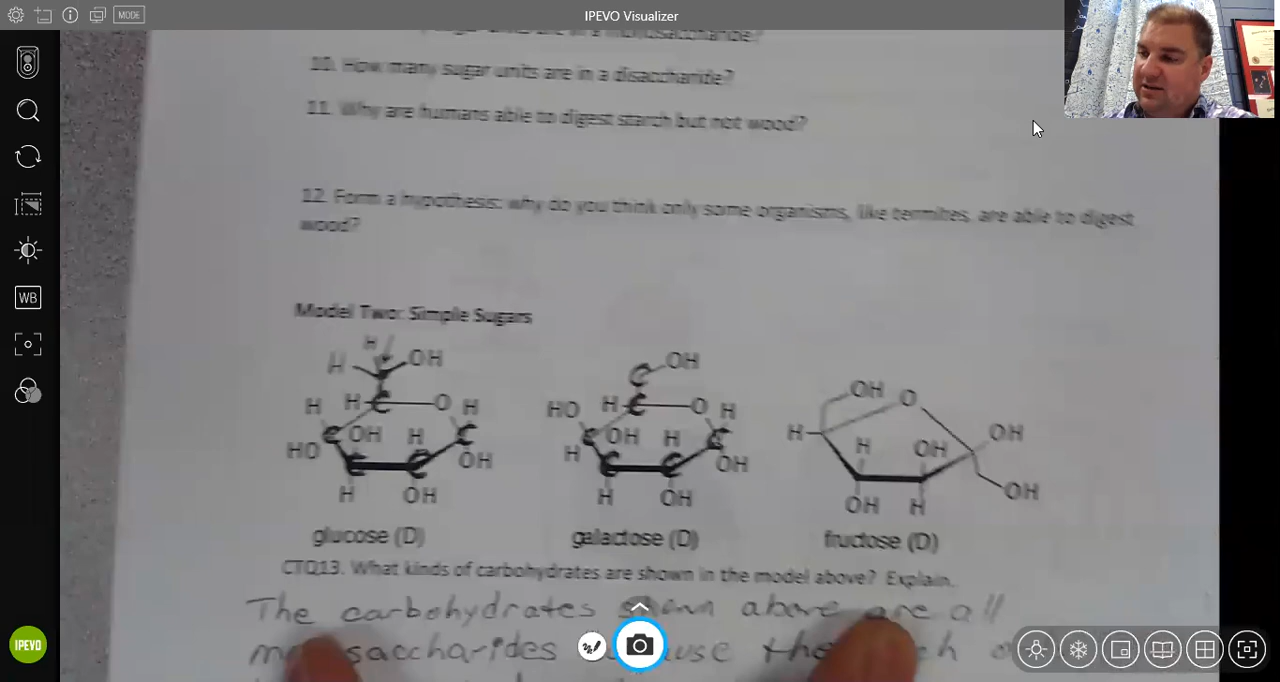 MODE
IPEVO Visualizer
10. How many sugar units are in a disaccharide?
11. Why are humans able to digest starch but not wood?
12. Form a hypothesis: why do you think only some organisms, like termites, are able to digest
wood?
WB
Model Two: Simple Sugars
H
H OH
H H C O H
C OH H C
HO C C OH
H OH
glucose (D)
C OH
HO H C O H
C OH H C
H C C OH
H OH
galactose (D)
OH O
H H OH OH
OH
OH H
fructose (D)
CTQ13. What kinds of carbohydrates are shown in the model above? Explain.
The carbohydrates shown above are all
saccharides
IPEVO